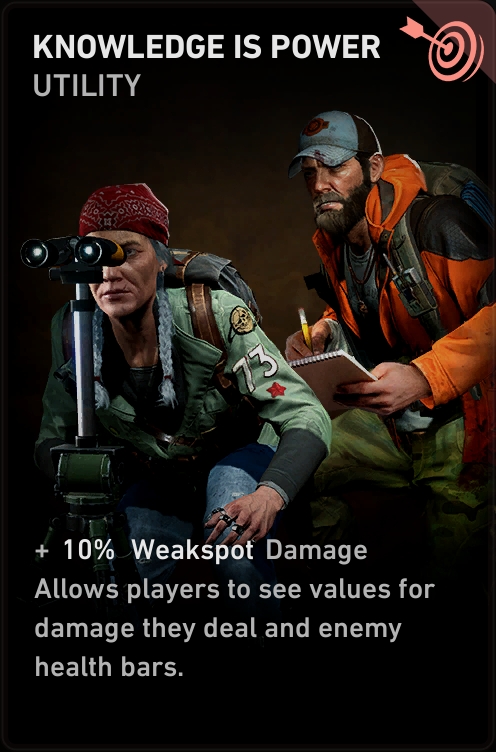 KNOWLEDGE IS POWER
UTILITY
73
+ 10% Weakspot Damage
Allows players to see values for
damage they deal and enemy
health bars.